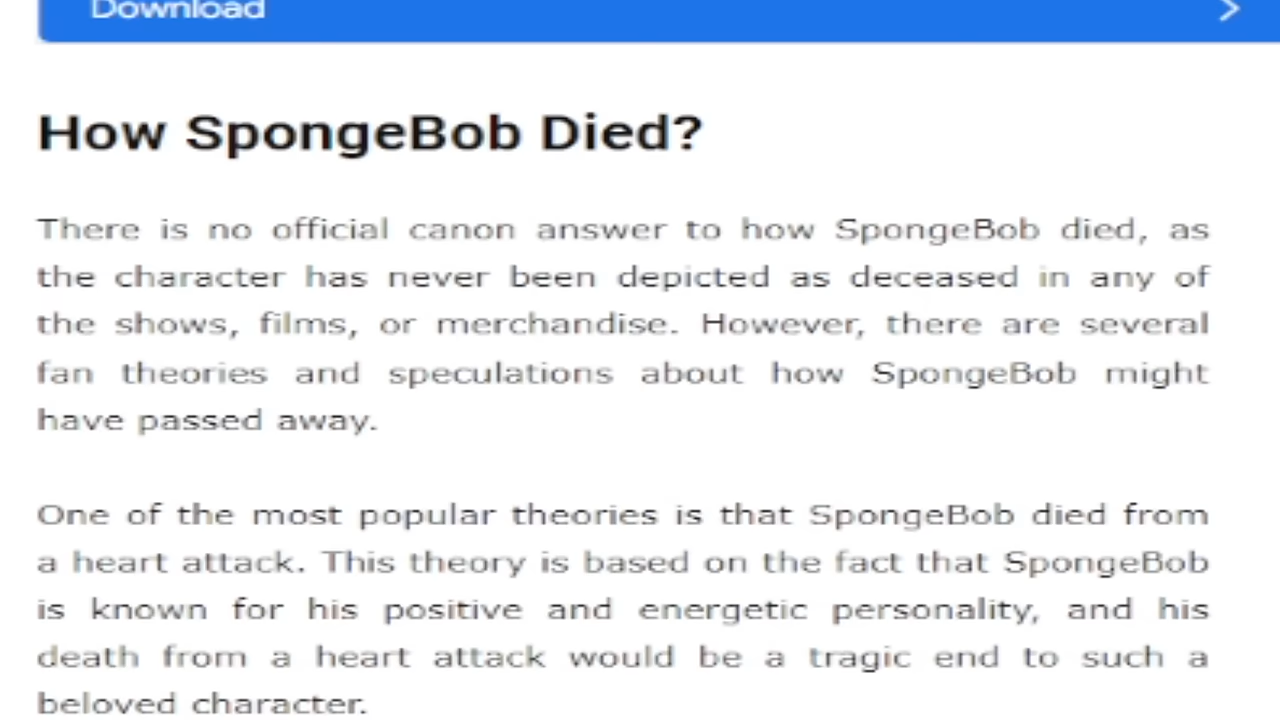 Download
How SpongeBob Died?
There is no official canon answer to how SpongeBob died, as
the character has never been depicted as deceased in any of
the shows, films, or merchandise. However, there are several
fan theories and speculations about how SpongeBob might
have passed away.
One of the most popular theories is that SpongeBob died from
a heart attack. This theory is based on the fact that SpongeBob
is known for his positive and energetic personality, and his
death from a heart attack would be a tragic end to such a
beloved character.